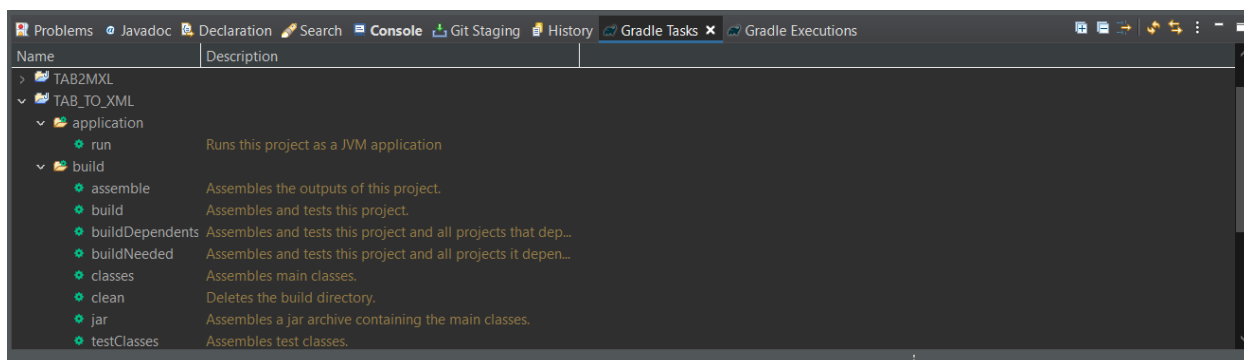 Problems @ Javadoc Declaration Search Console Git Staging History Gradle Tasks Gradle Executions
Name Description
TAB2MXL
TAB_TO_XML
application
run Runs this project as a JVM application
build
assemble Assembles the outputs of this project.
build Assembles and tests this project.
buildDependents Assembles and tests this project and all projects that dep...
buildNeeded Assembles and tests this project and all projects it depen...
classes Assembles main classes.
clean Deletes the build directory.
jar Assembles a jar archive containing the main classes.
testClasses Assembles test classes.